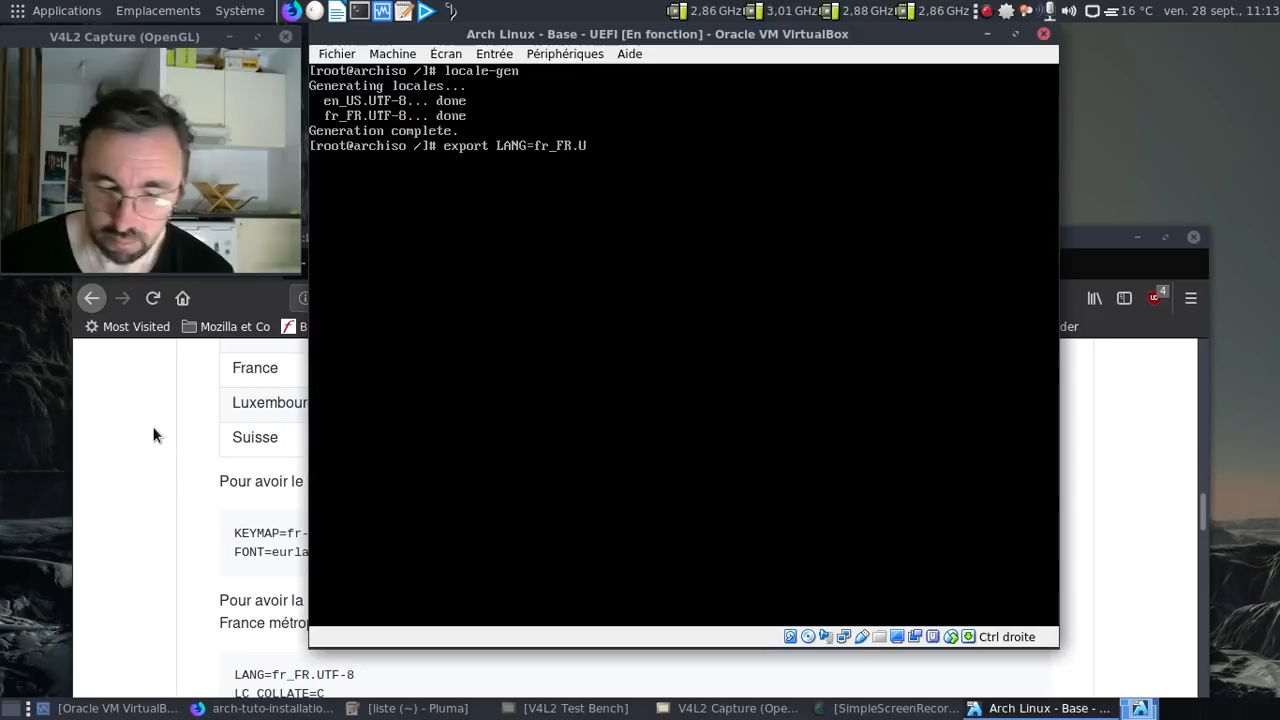 Applications Emplacements Système
2,86 GHz 3,01 GHz 2,88 GHz 2,86 GHz 16 °C ven. 28 sept., 11:13
V4L2 Capture (OpenGL)
Arch Linux - Base - UEFI [En fonction] - Oracle VM VirtualBox
Fichier Machine Écran Entrée Périphériques Aide
[root@archiso /]# locale-gen
Generating locales...
en_US.UTF-8... done
fr_FR.UTF-8... done
Generation complete.
[root@archiso /]# export LANG=fr_FR.U
4
Most Visited Mozilla et Co B
der
France
Luxembour
Suisse
Pour avoir le
KEYMAP=fr-
FONT=eurla
Pour avoir la
France métro
Ctrl droite
LANG=fr_FR.UTF-8
LC_COLLATE=C
[Oracle VM VirtualB... arch-tuto-installatio... [liste (~) - Pluma] [V4L2 Test Bench] V4L2 Capture (Ope... [SimpleScreenRecor... Arch Linux - Base - ...